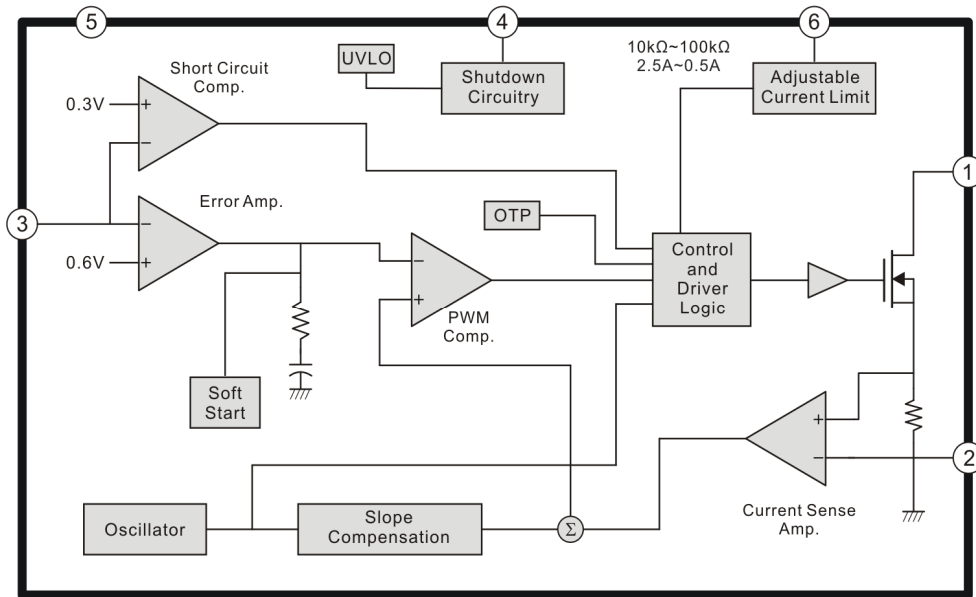 5
4
6
10kΩ~100kΩ
2.5A~0.5A
UVLO
Short Circuit
Comp.
Shutdown
Circuitry
Adjustable
Current Limit
0.3V
+
−
1
Error Amp.
OTP
3
−
0.6V
+
−
+
Control
and
Driver
Logic
PWM
Comp.
Soft
Start
+
−
2
Current Sense
Amp.
Oscillator
Slope
Compensation
Σ